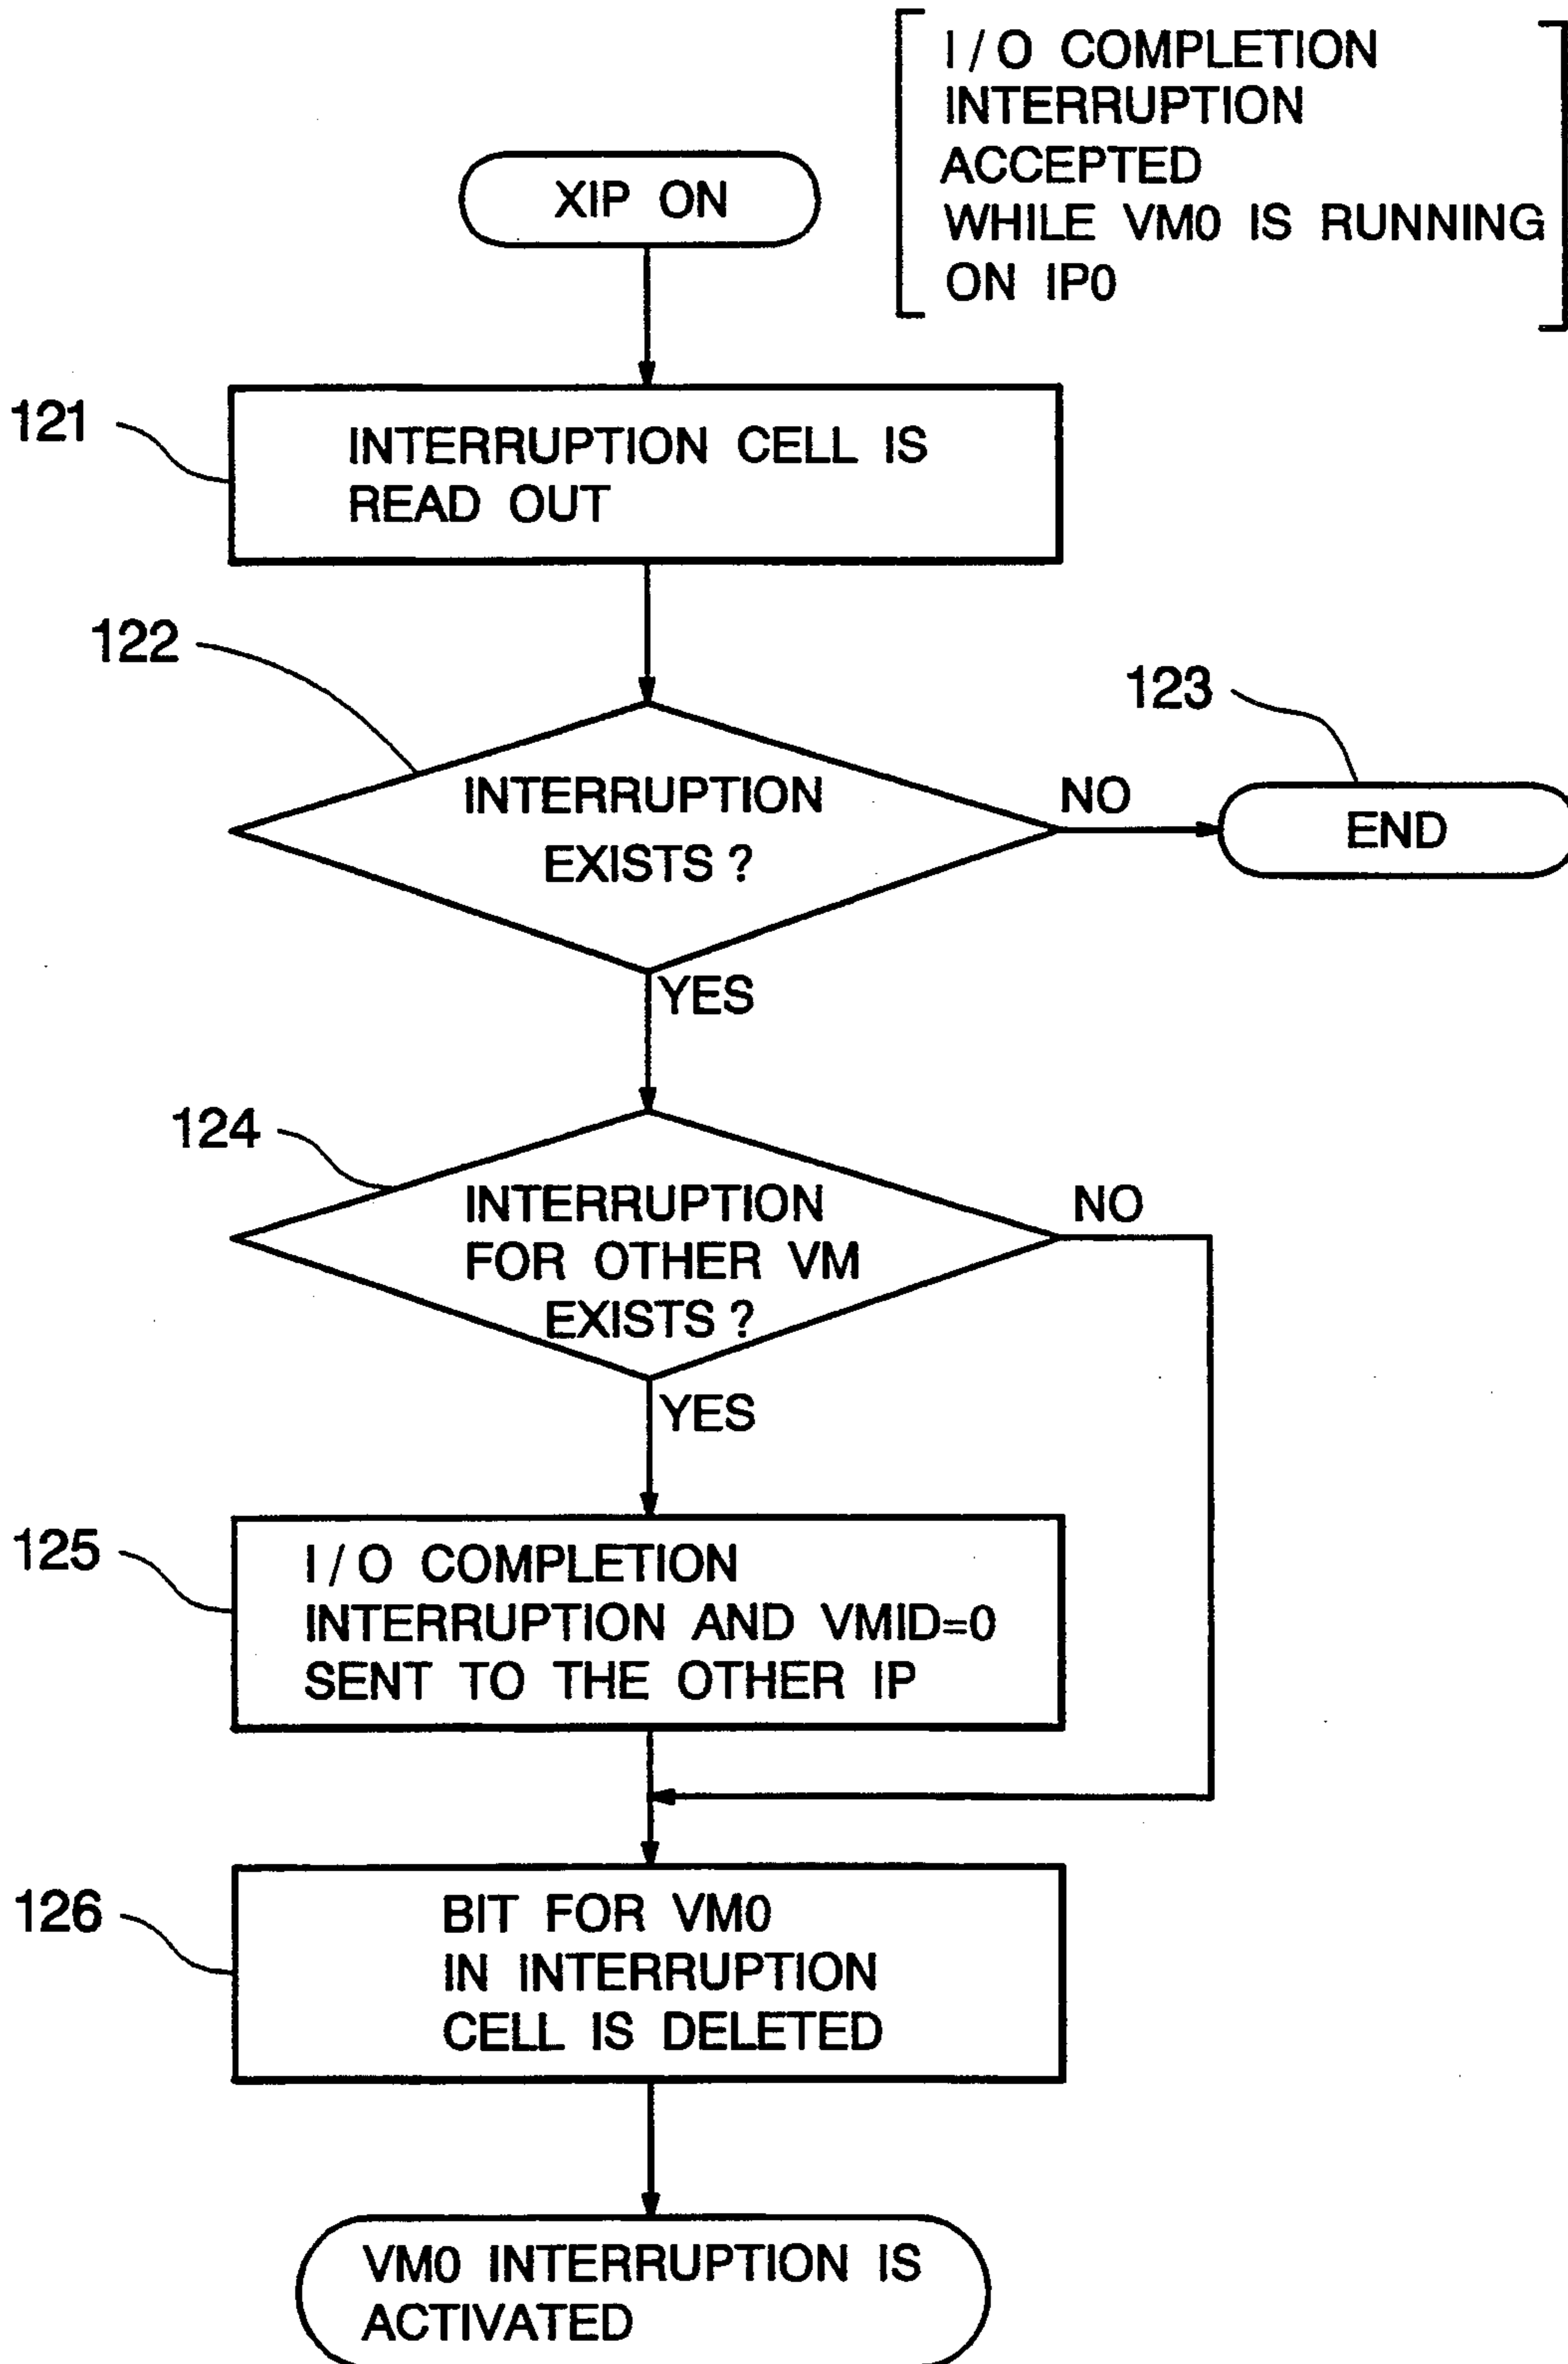 I/O COMPLETION
INTERRUPTION
ACCEPTED
WHILE VM0 IS RUNNING
ON IP0
XIP ON
121
INTERRUPTION CELL IS
READ OUT
122
INTERRUPTION
EXISTS?
NO
123
END
YES
124
INTERRUPTION
FOR OTHER VM
EXISTS?
NO
YES
125
I/O COMPLETION
INTERRUPTION AND VMID=0
SENT TO THE OTHER IP
126
BIT FOR VM0
IN INTERRUPTION
CELL IS DELETED
VM0 INTERRUPTION IS
ACTIVATED